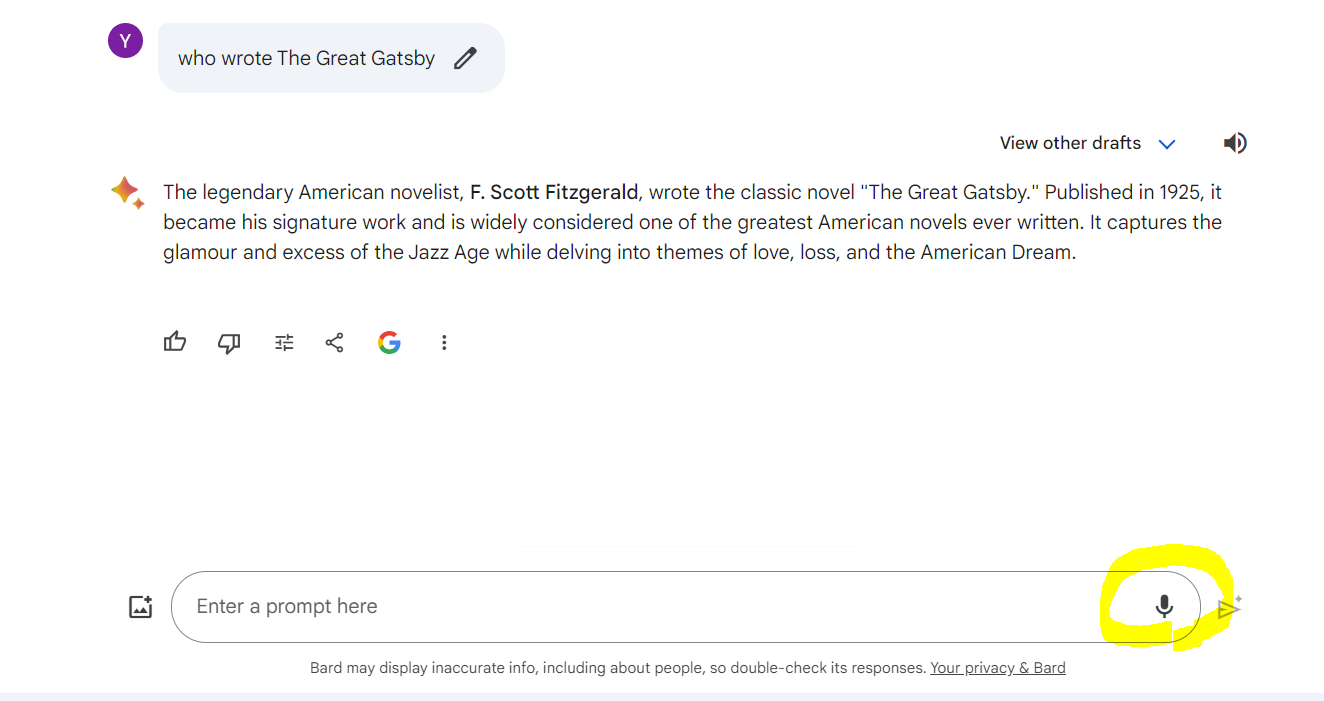 Y
who wrote The Great Gatsby
View other drafts
The legendary American novelist, F. Scott Fitzgerald, wrote the classic novel "The Great Gatsby." Published in 1925, it
became his signature work and is widely considered one of the greatest American novels ever written. It captures the
glamour and excess of the Jazz Age while delving into themes of love, loss, and the American Dream.
G
Enter a prompt here
Bard may display inaccurate info, including about people, so double-check its responses. Your privacy & Bard